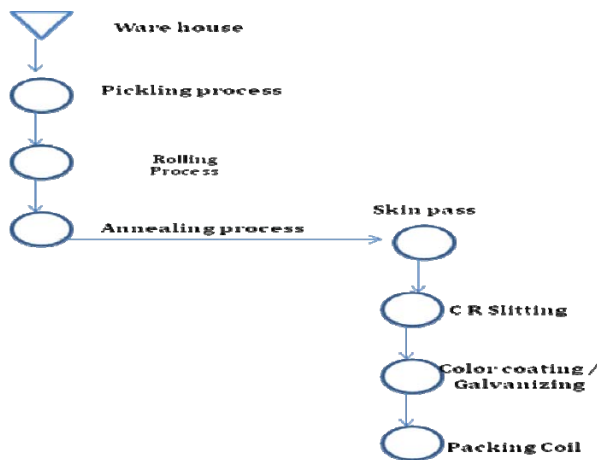 Ware house
Pickling process
Rolling
Process
Annealing process
Skin pass
C R Slitting
Color coating /
Galvanizing
Packing Coil